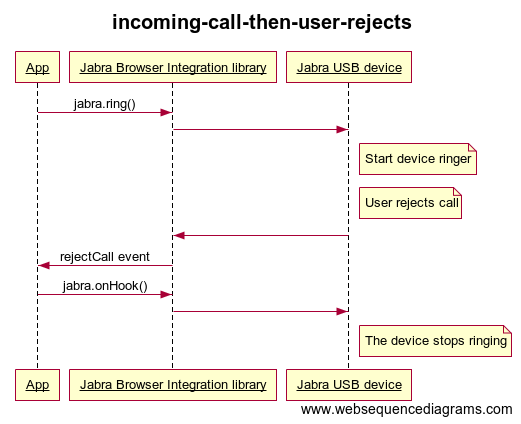 incoming-call-then-user-rejects
App
Jabra Browser Integration library
Jabra USB device
jabra.ring()
Start device ringer
User rejects call
rejectCall event
jabra.onHook()
The device stops ringing
App
Jabra Browser Integration library
Jabra USB device
www.websequencediagrams.com